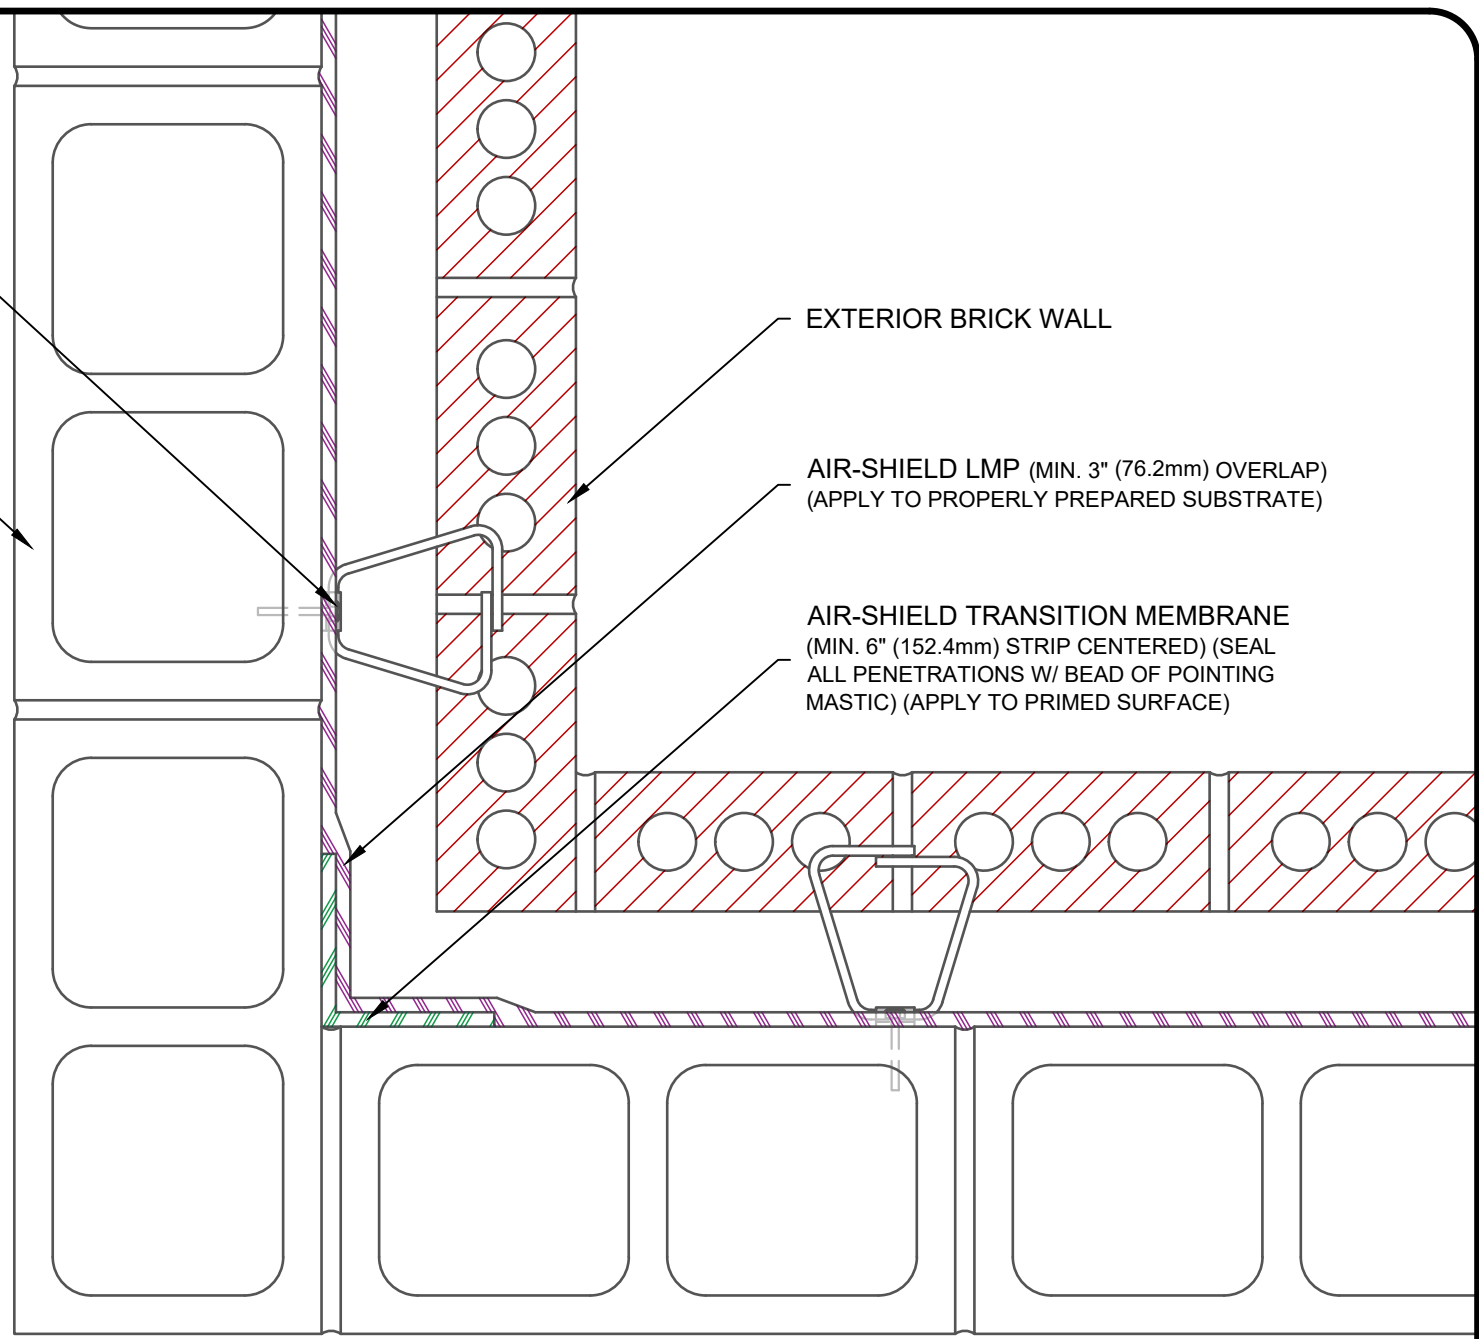 EXTERIOR BRICK WALL
AIR-SHIELD LMP (MIN. 3" (76.2mm) OVERLAP)
(APPLY TO PROPERLY PREPARED SUBSTRATE)
AIR-SHIELD TRANSITION MEMBRANE
(MIN. 6" (152.4mm) STRIP CENTERED) (SEAL
ALL PENETRATIONS W/ BEAD OF POINTING
MASTIC) (APPLY TO PRIMED SURFACE)